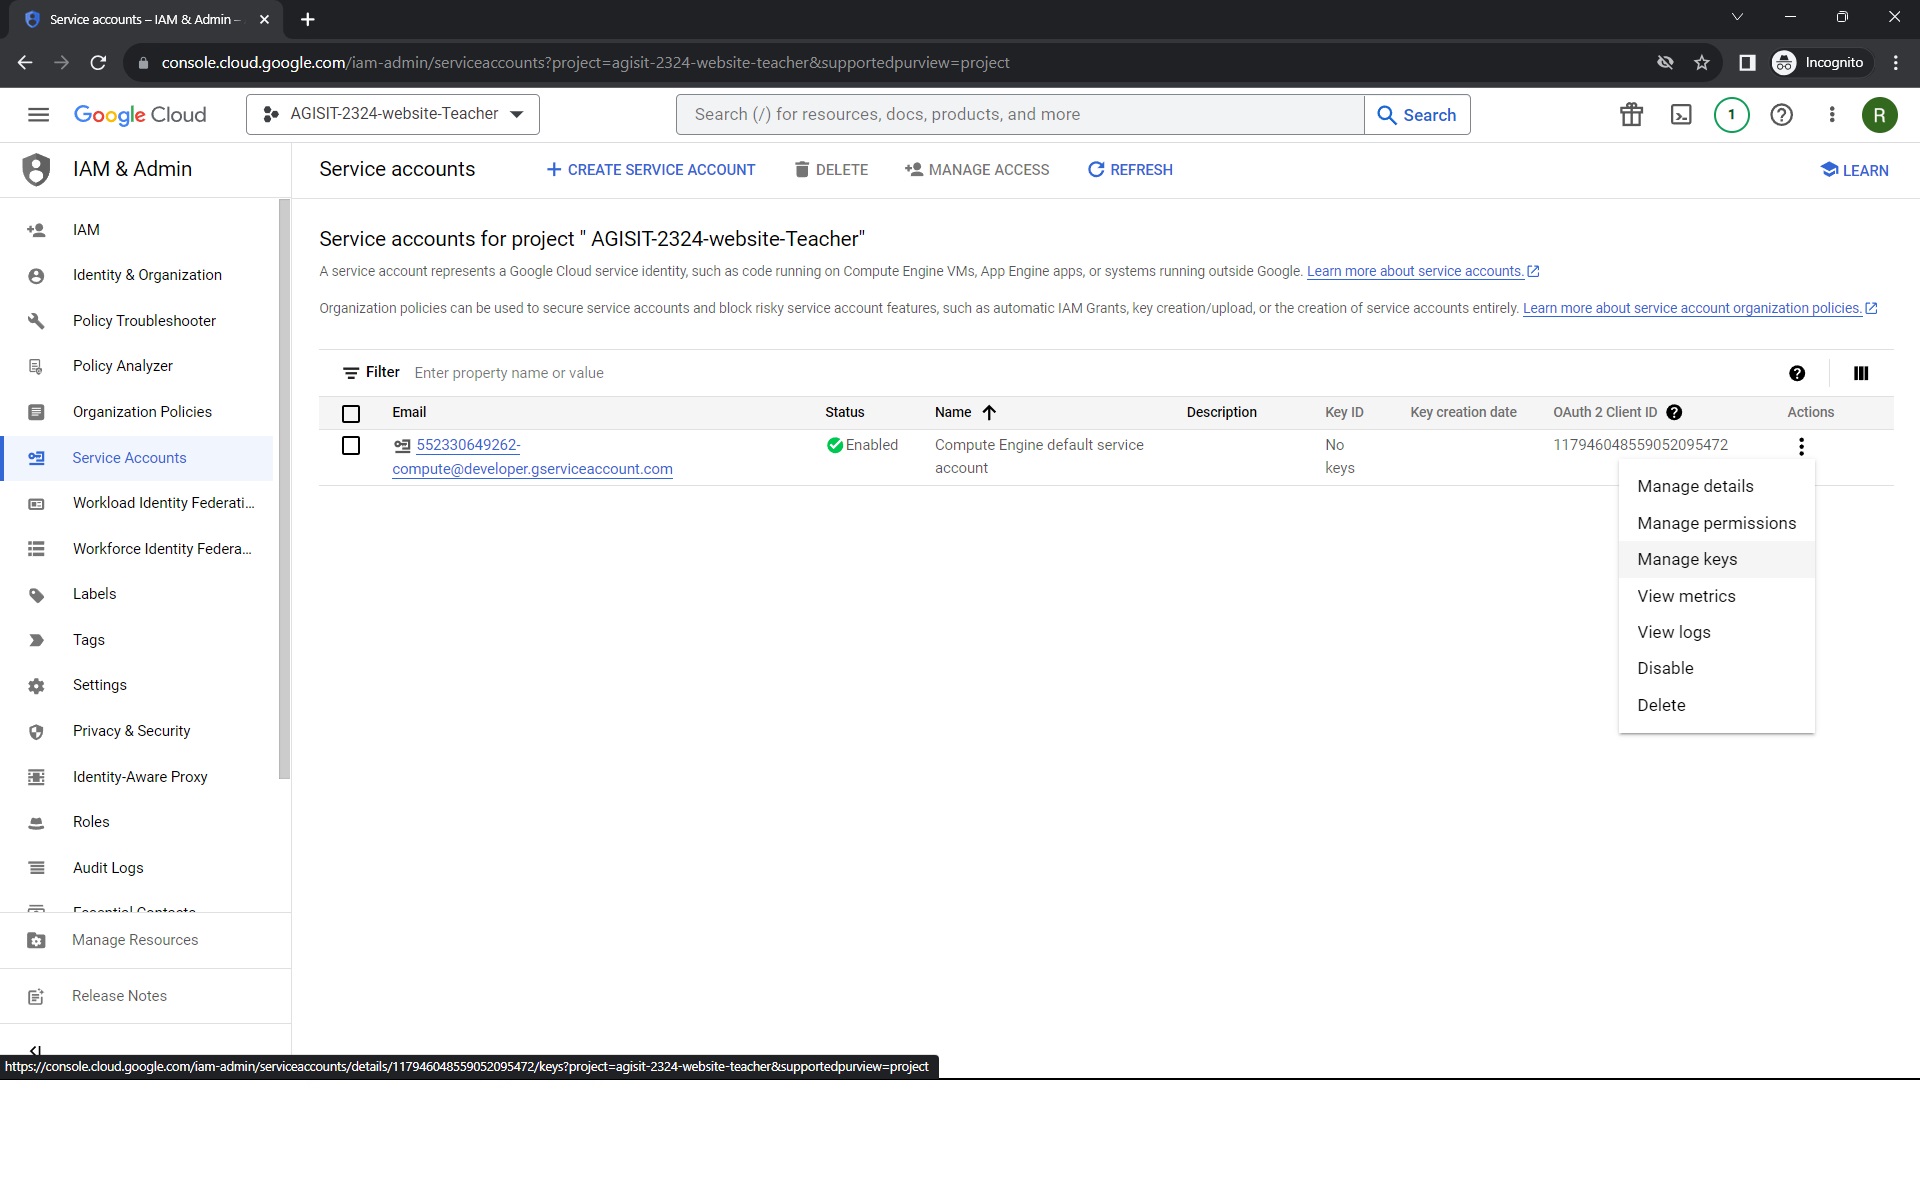 Service accounts – IAM & Admin –
console.cloud.google.com/iam-admin/serviceaccounts?project=agisit-2324-website-teacher&supportedpurview=project
Incognito
Google Cloud
AGISIT-2324-website-Teacher
Search (/) for resources, docs, products, and more
Search
1
R
IAM & Admin
Service accounts
CREATE SERVICE ACCOUNT
DELETE
MANAGE ACCESS
REFRESH
LEARN
IAM
Identity & Organization
Policy Troubleshooter
Policy Analyzer
Organization Policies
Service Accounts
Workload Identity Federati...
Workforce Identity Federa...
Labels
Tags
Settings
Privacy & Security
Identity-Aware Proxy
Roles
Audit Logs
Essential Contacts
Manage Resources
Release Notes
Service accounts for project " AGISIT-2324-website-Teacher"
A service account represents a Google Cloud service identity, such as code running on Compute Engine VMs, App Engine apps, or systems running outside Google. Learn more about service accounts.
Organization policies can be used to secure service accounts and block risky service account features, such as automatic IAM Grants, key creation/upload, or the creation of service accounts entirely. Learn more about service account organization policies.
Filter Enter property name or value
Email Status Name Description Key ID Key creation date OAuth 2 Client ID Actions
552330649262- Enabled Compute Engine default service No 117946048559052095472
compute@developer.gserviceaccount.com account keys
Manage details
Manage permissions
Manage keys
View metrics
View logs
Disable
Delete
https://console.cloud.google.com/iam-admin/serviceaccounts/details/117946048559052095472/keys?project=agisit-2324-website-teacher&supportedpurview=project